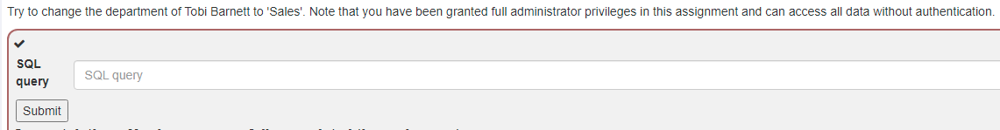 Try to change the department of Tobi Barnett to 'Sales'. Note that you have been granted full administrator privileges in this assignment and can access all data without authentication.
SQL
query
SQL query
Submit